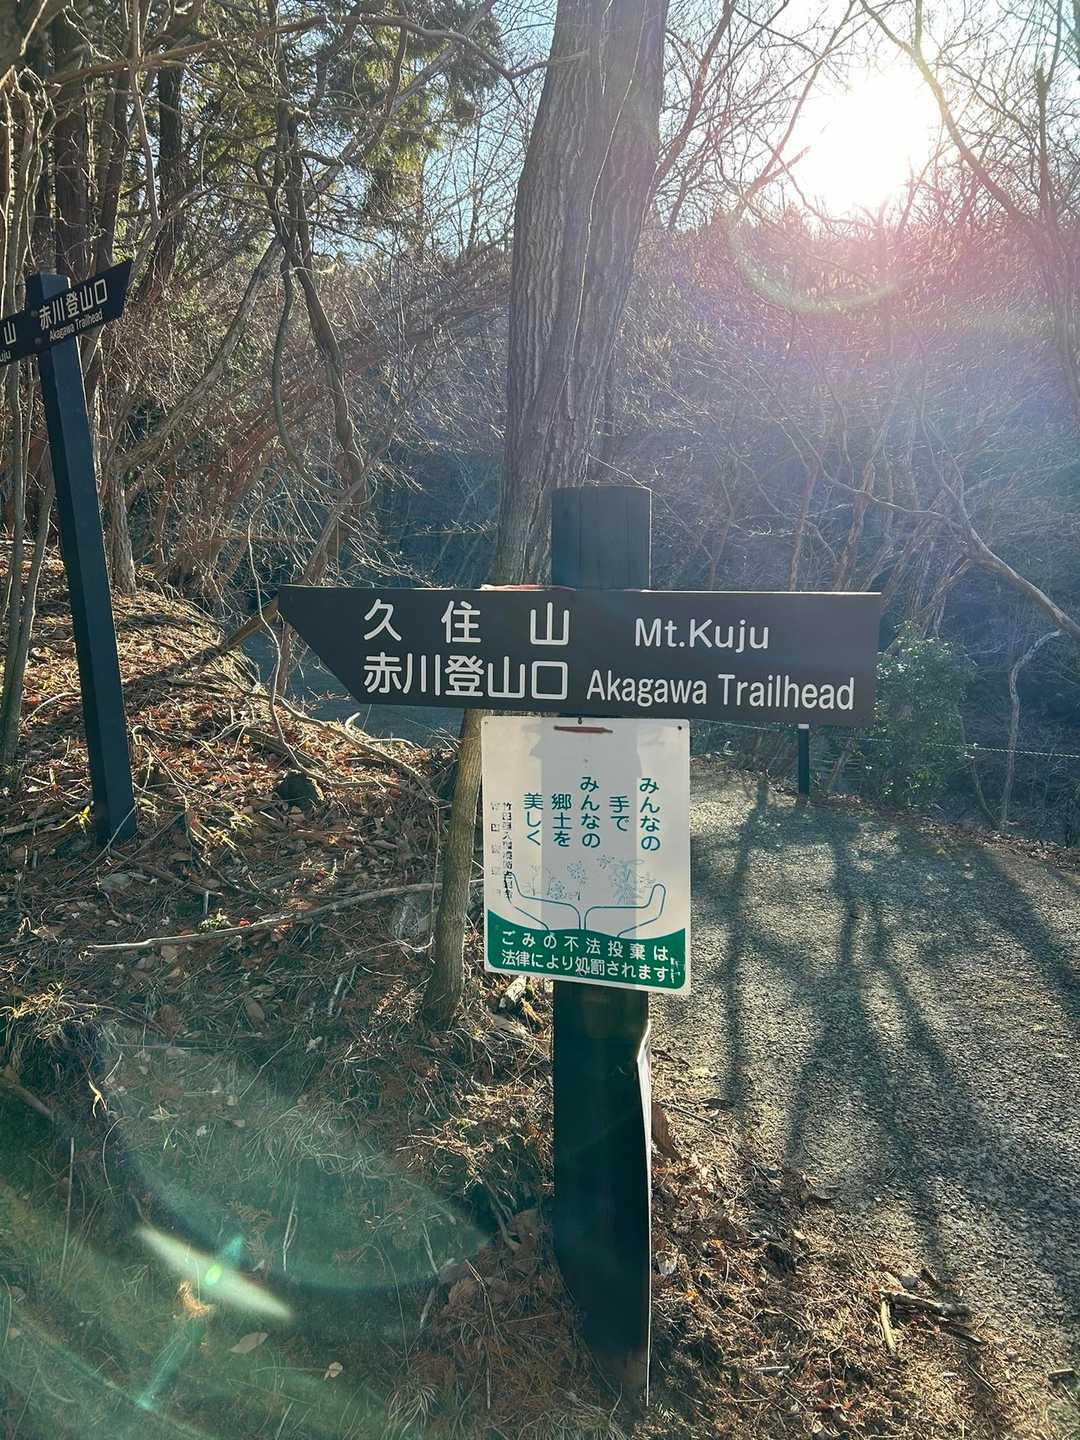 山
赤川登山口
uju
Akagawa Trailhead
久住山 Mt.Kuju
赤川登山口 Akagawa Trailhead
みんなの
手で
みんなの
郷土を
美しく
ごみの不法投棄は、
法律により処罰されます!